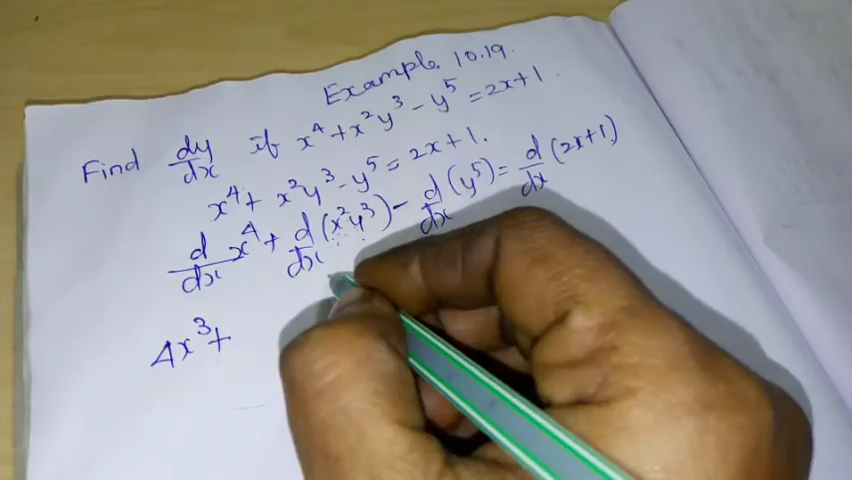 Example 10.19.
Find dy/dx if x⁴+x²y³-y⁵=2x+1.
x⁴+x²y³-y⁵=2x+1.
d/dx x⁴+d/dx(x²y³)-d/dx(y⁵)=d/dx(2x+1)
4x³+